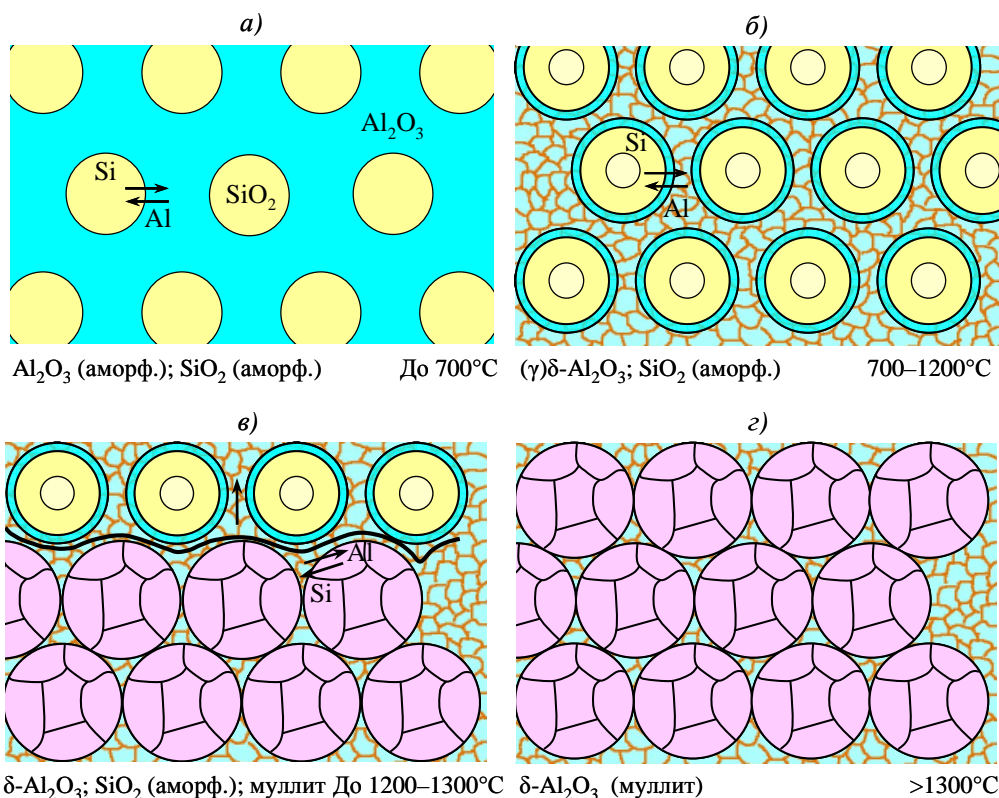 а)
Al₂O₃
Si
SiO₂
Al
Al₂O₃ (аморф.); SiO₂ (аморф.) До 700°C
б)
Si
Al
(γ)δ-Al₂O₃; SiO₂ (аморф.) 700–1200°C
в)
Al
Si
δ-Al₂O₃; SiO₂ (аморф.); муллит До 1200–1300°C
г)
δ-Al₂O₃ (муллит) >1300°C